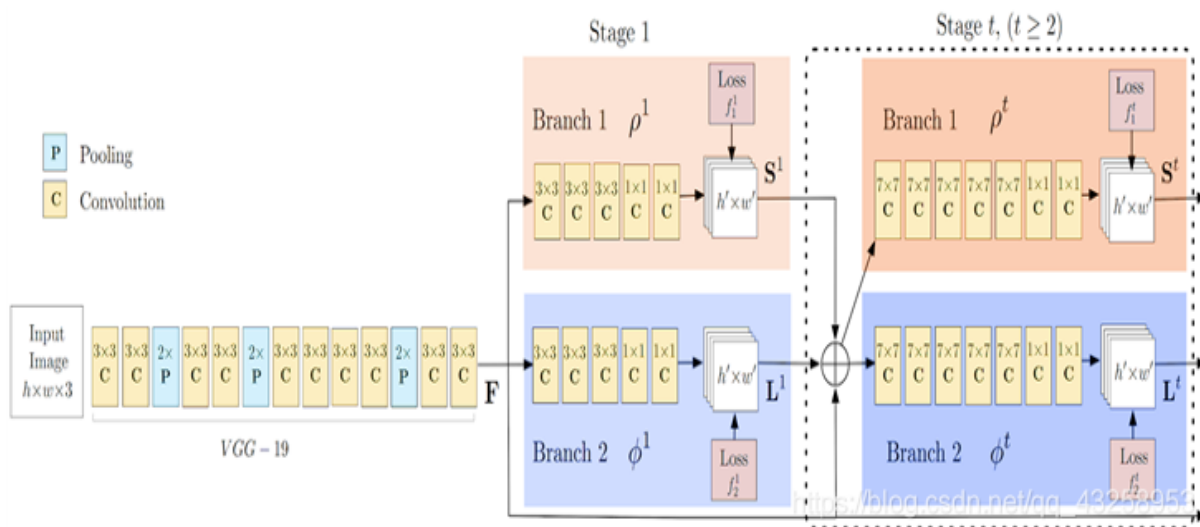 Stage 1
Stage t, (t ≥ 2)
Loss
f₁¹
Loss
f₁ᵗ
Branch 1 ρ¹
Branch 1 ρᵗ
P Pooling
C Convolution
3×3 3×3 3×3 1×1 1×1
C C C C C
h′×w′
S¹
7×7 7×7 7×7 7×7 7×7 1×1 1×1
C C C C C C C
h′×w′
Sᵗ
Input
Image
h×w×3
3×3 3×3 2× 3×3 3×3 2× 3×3 3×3 3×3 3×3 2× 3×3 3×3
C C P C C P C C C C P C C
F
VGG − 19
3×3 3×3 3×3 1×1 1×1
C C C C C
h′×w′
L¹
7×7 7×7 7×7 7×7 7×7 1×1 1×1
C C C C C C C
h′×w′
Lᵗ
Branch 2 ϕ¹
Branch 2 ϕᵗ
Loss
f₂¹
Loss
f₂ᵗ
https://blog.csdn.net/qq_43258953